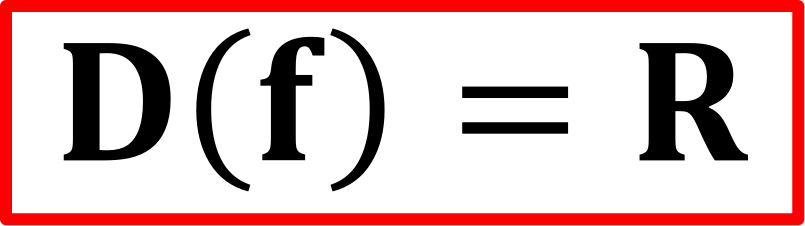 D(f) = R